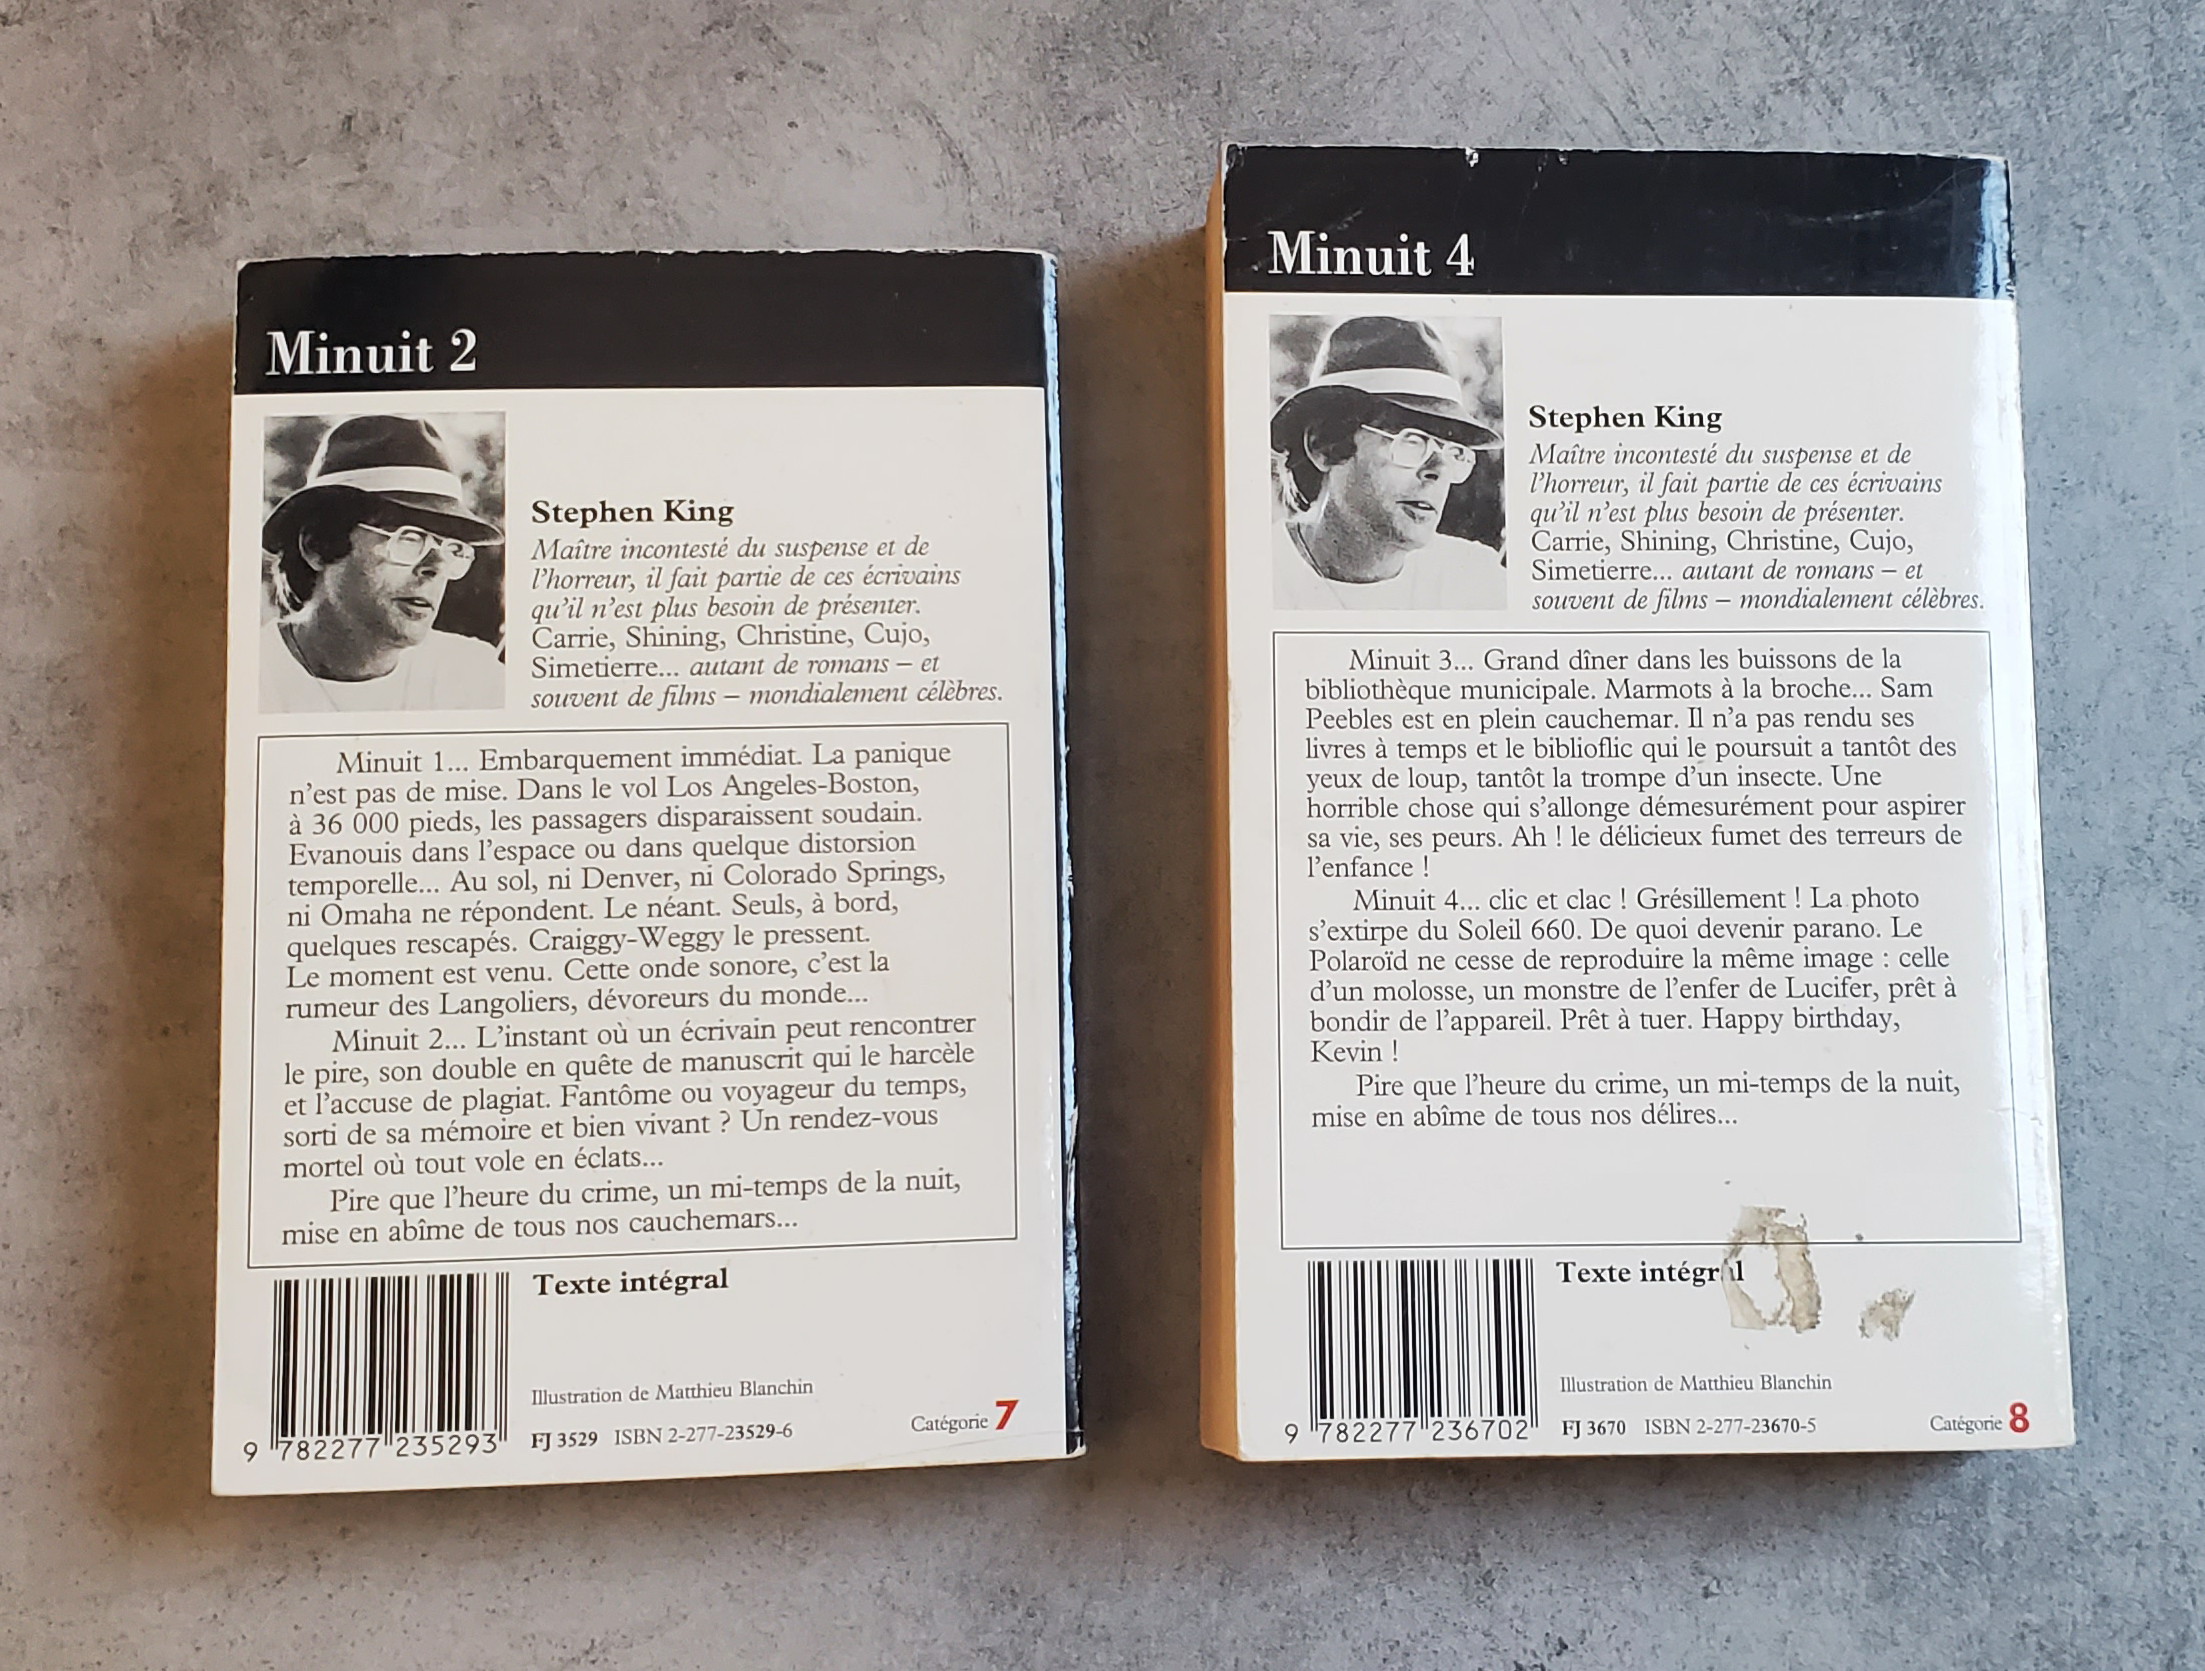 Minuit 2
Stephen King
Maître incontesté du suspense et de
l'horreur, il fait partie de ces écrivains
qu'il n'est plus besoin de présenter.
Carrie, Shining, Christine, Cujo,
Simetierre... autant de romans – et
souvent de films – mondialement célèbres.
Minuit 1... Embarquement immédiat. La panique
n'est pas de mise. Dans le vol Los Angeles-Boston,
à 36 000 pieds, les passagers disparaissent soudain.
Evanouis dans l'espace ou dans quelque distorsion
temporelle... Au sol, ni Denver, ni Colorado Springs,
ni Omaha ne répondent. Le néant. Seuls, à bord,
quelques rescapés. Craiggy-Weggy le pressent.
Le moment est venu. Cette onde sonore, c'est la
rumeur des Langoliers, dévoreurs du monde...
Minuit 2... L'instant où un écrivain peut rencontrer
le pire, son double en quête de manuscrit qui le harcèle
et l'accuse de plagiat. Fantôme ou voyageur du temps,
sorti de sa mémoire et bien vivant ? Un rendez-vous
mortel où tout vole en éclats...
Pire que l'heure du crime, un mi-temps de la nuit,
mise en abîme de tous nos cauchemars...
Texte intégral
Illustration de Matthieu Blanchin
9 782277 235293
FJ 3529 ISBN 2-277-23529-6
Catégorie 7
Minuit 4
Stephen King
Maître incontesté du suspense et de
l'horreur, il fait partie de ces écrivains
qu'il n'est plus besoin de présenter.
Carrie, Shining, Christine, Cujo,
Simetierre... autant de romans – et
souvent de films – mondialement célèbres.
Minuit 3... Grand dîner dans les buissons de la
bibliothèque municipale. Marmots à la broche... Sam
Peebles est en plein cauchemar. Il n'a pas rendu ses
livres à temps et le biblioflic qui le poursuit a tantôt des
yeux de loup, tantôt la trompe d'un insecte. Une
horrible chose qui s'allonge démesurément pour aspirer
sa vie, ses peurs. Ah ! le délicieux fumet des terreurs de
l'enfance !
Minuit 4... clic et clac ! Grésillement ! La photo
s'extirpe du Soleil 660. De quoi devenir parano. Le
Polaroïd ne cesse de reproduire la même image : celle
d'un molosse, un monstre de l'enfer de Lucifer, prêt à
bondir de l'appareil. Prêt à tuer. Happy birthday,
Kevin !
Pire que l'heure du crime, un mi-temps de la nuit,
mise en abîme de tous nos délires...
Texte intégral
Illustration de Matthieu Blanchin
9 782277 236702
FJ 3670 ISBN 2-277-23670-5
Catégorie 8